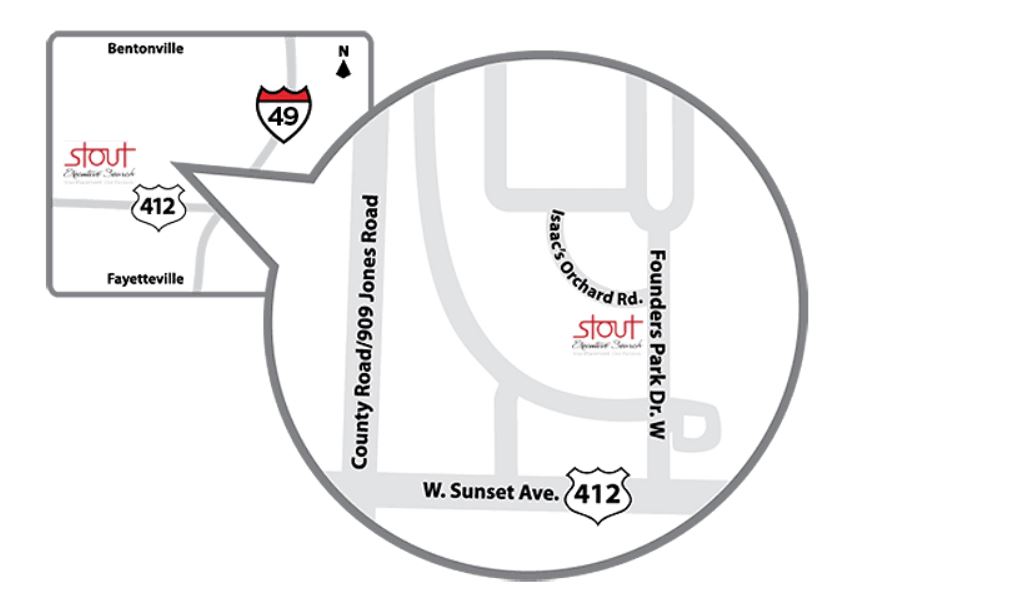 Bentonville
N
49
stout
Executive Search
412
Fayetteville
County Road/909 Jones Road
Isaac's Orchard Rd.
Founders Park Dr. W
stout
Executive Search
W. Sunset Ave.
412